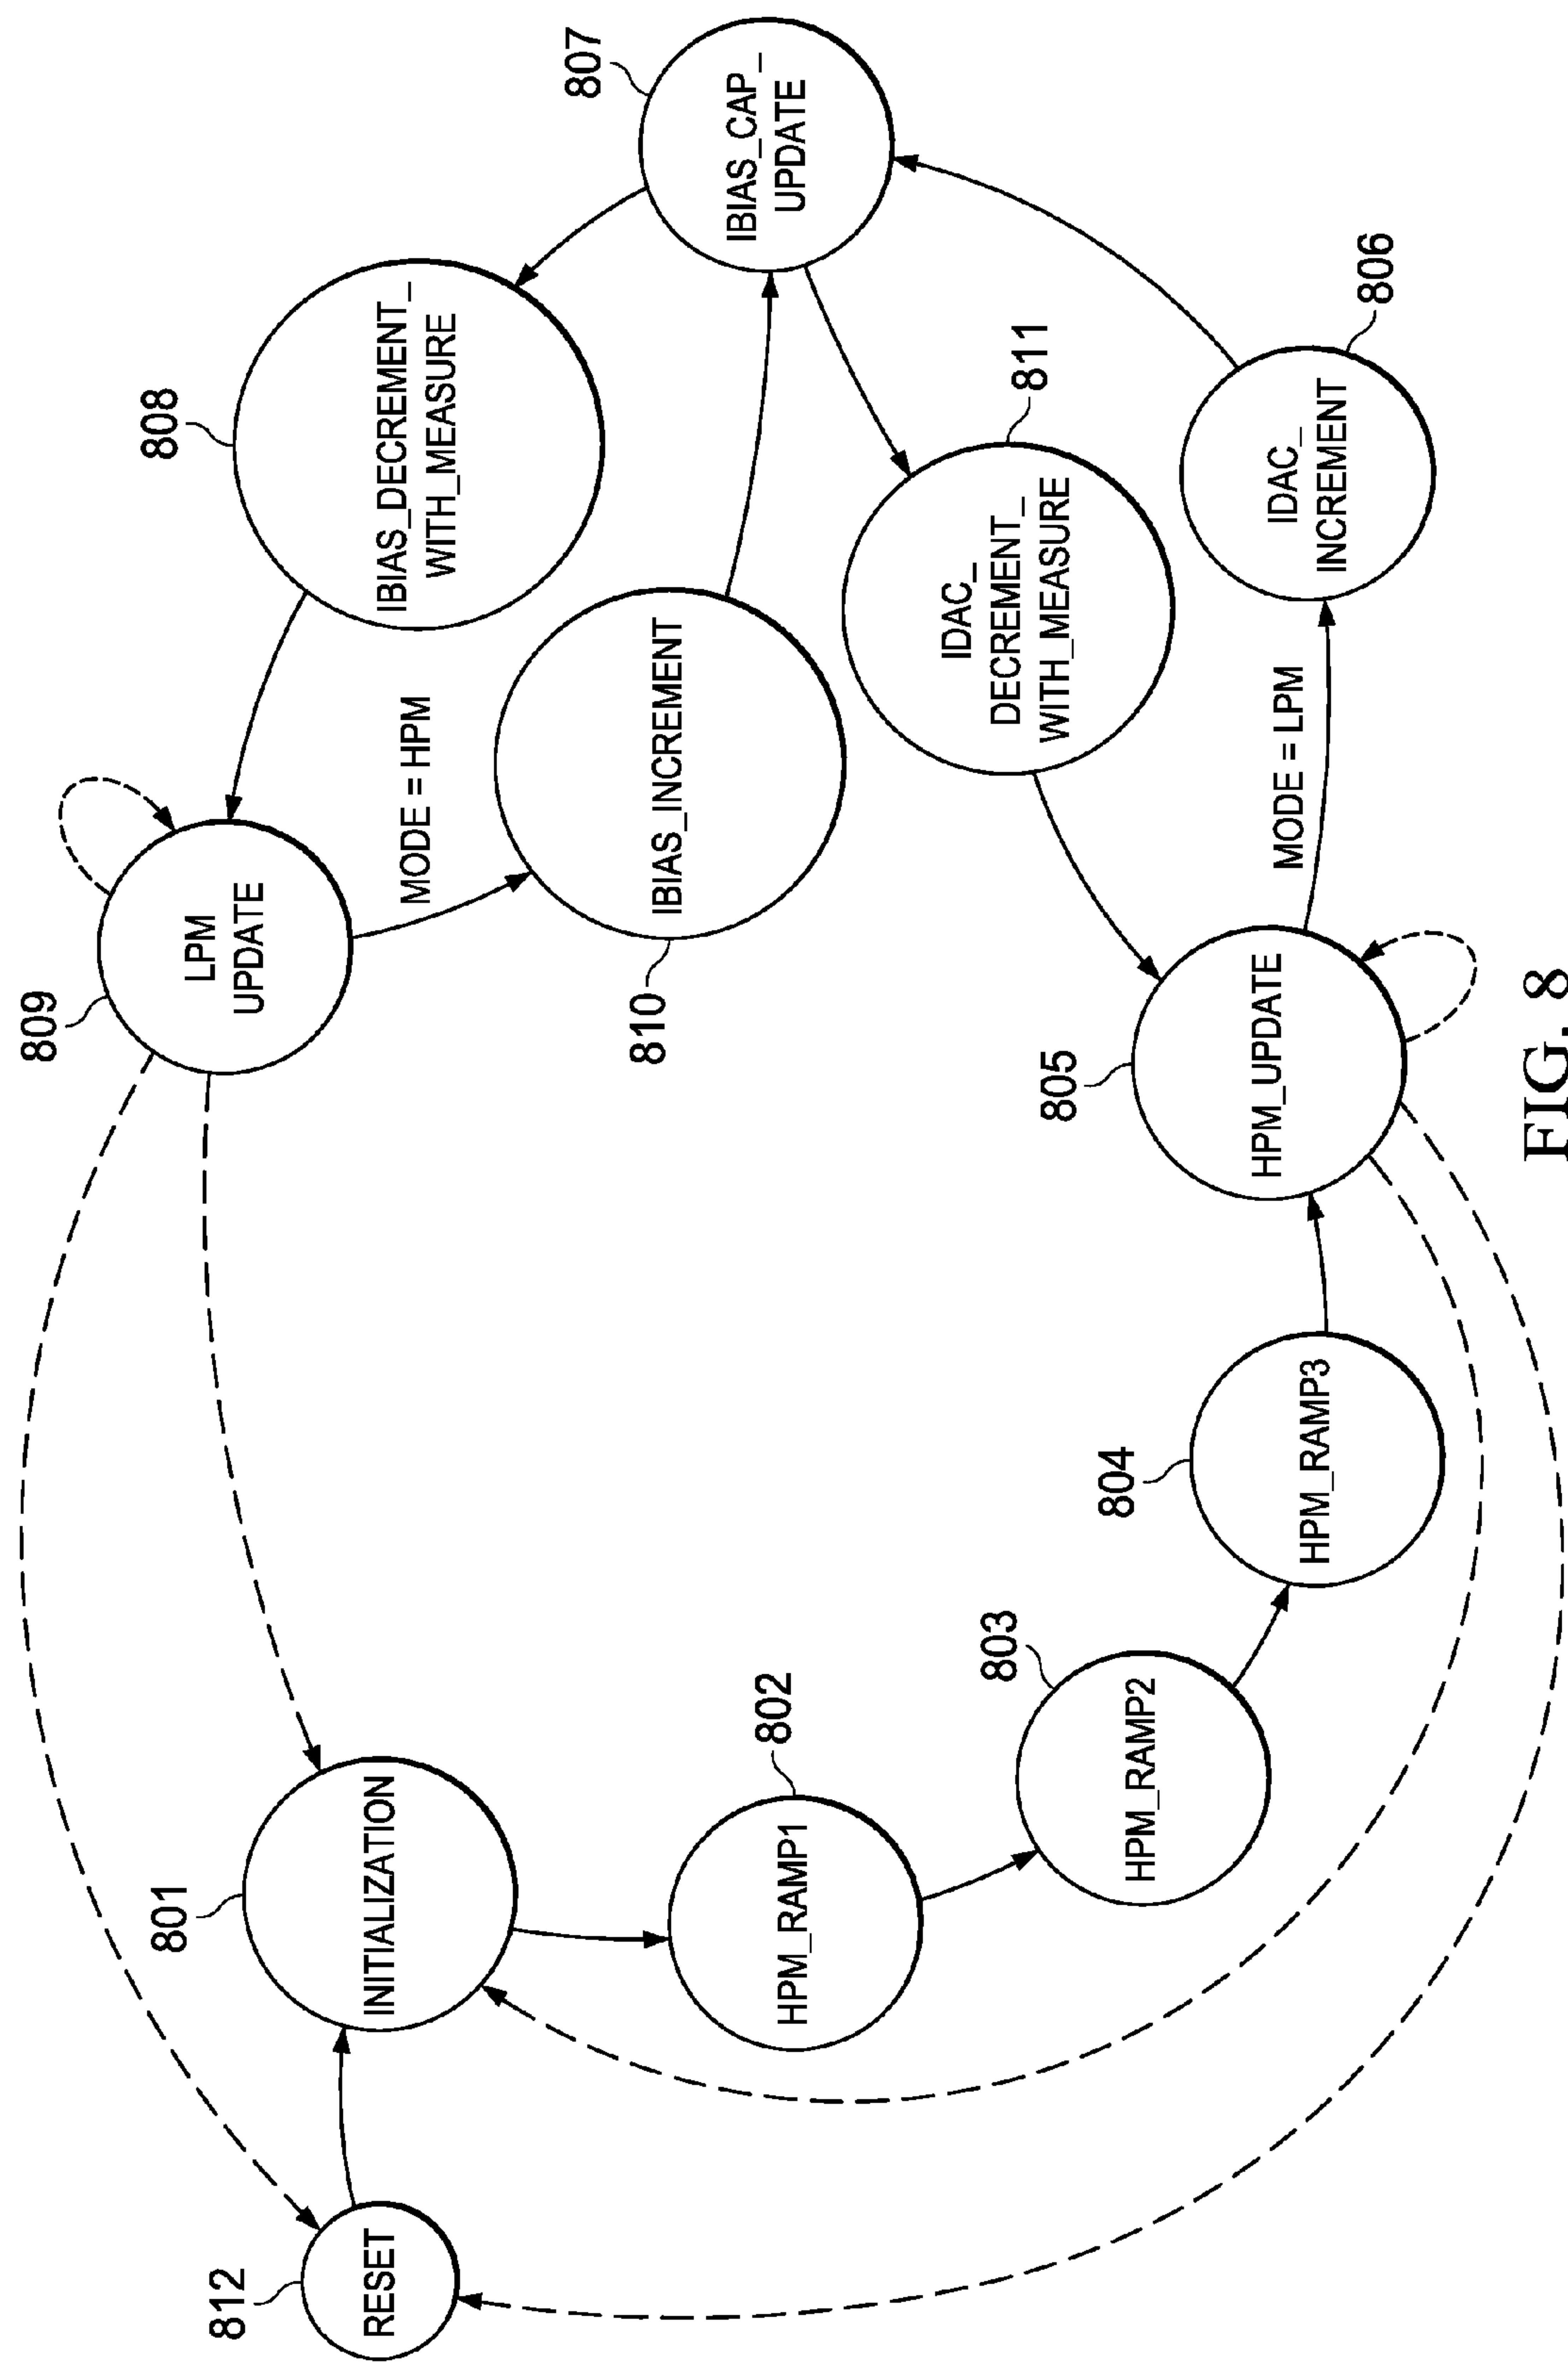 812
RESET
801
INITIALIZATION
802
HPM_RAMP1
803
HPM_RAMP2
804
HPM_RAMP3
805
HPM_UPDATE
MODE = LPM
806
IDAC_
INCREMENT
807
IBIAS_CAP_
UPDATE
808
IBIAS_DECREMENT_
WITH_MEASURE
809
LPM
UPDATE
MODE = HPM
810
IBIAS_INCREMENT
811
IDAC_
DECREMENT_
WITH_MEASURE
FIG. 8